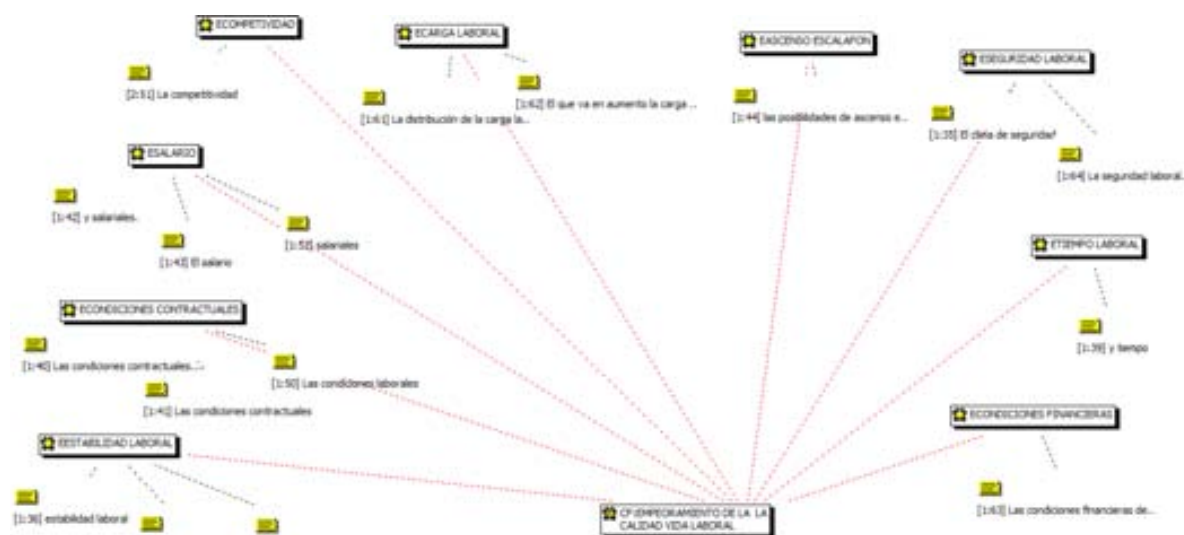 ECOMPETIVIDAD
ECARGA LABORAL
EASCENSO ESCALAFON
ESEGURIDAD LABORAL
[2:51] La competitividad
[1:61] La distribución de la carga la...
[1:62] El que va en aumento la carga ...
[1:44] las posibilidades de ascenso e...
[1:35] El clima de seguridad
[1:64] La seguridad laboral.
ESALARIO
[1:42] y salariales.
[1:43] El salario
[1:52] salariales
ETIEMPO LABORAL
[1:39] y tiempo
ECONDICIONES CONTRACTUALES
[1:40] Las condiciones contractuales...
[1:50] Las condiciones laborales
[1:41] Las condiciones contractuales
ECONDICIONES FINANCIERAS
[1:63] Las condiciones financieras de...
EESTABILIDAD LABORAL
[1:36] estabilidad laboral
CP:EMPEORAMIENTO DE LA LA
CALIDAD VIDA LABORAL